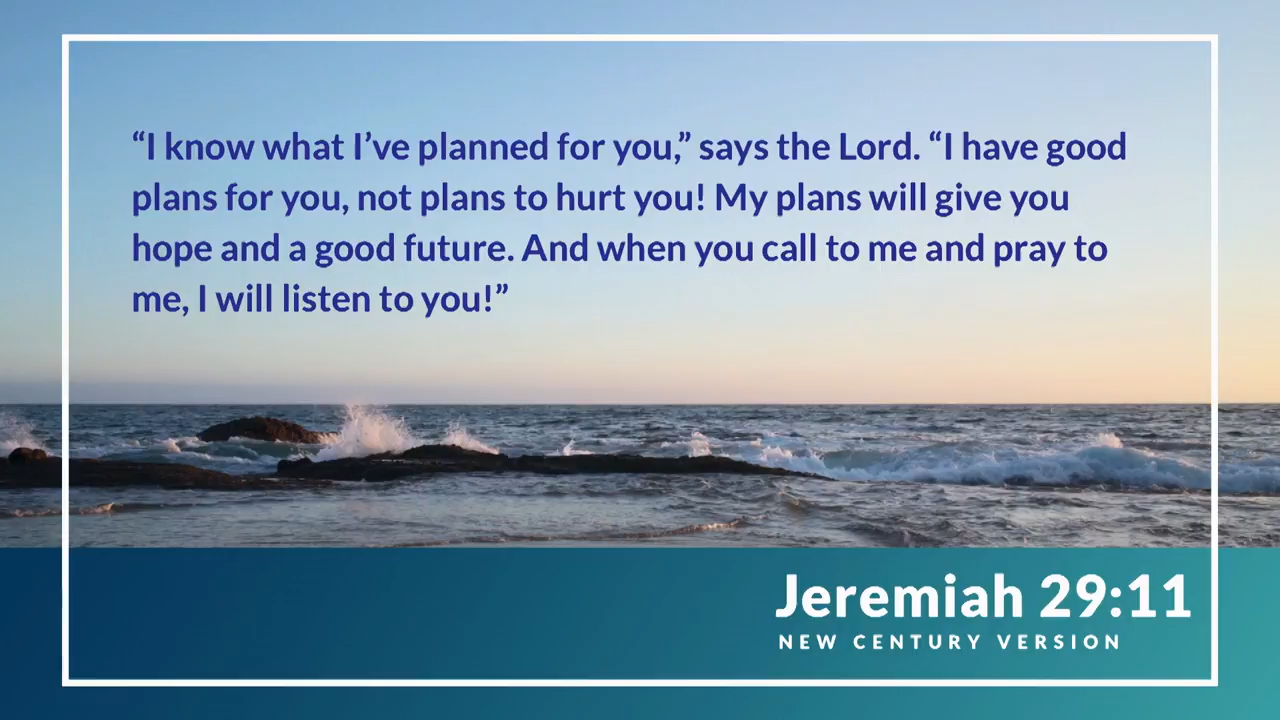 “I know what I’ve planned for you,” says the Lord. “I have good
plans for you, not plans to hurt you! My plans will give you
hope and a good future. And when you call to me and pray to
me, I will listen to you!”
Jeremiah 29:11
NEW CENTURY VERSION